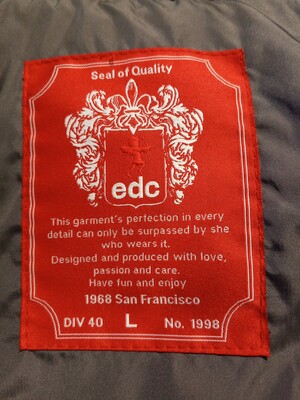 Seal of Quality
edc
This garment's perfection in every
detail can only be surpassed by she
who wears it.
Designed and produced with love,
passion and care.
Have fun and enjoy
1968 San Francisco
DIV 40 L No. 1998